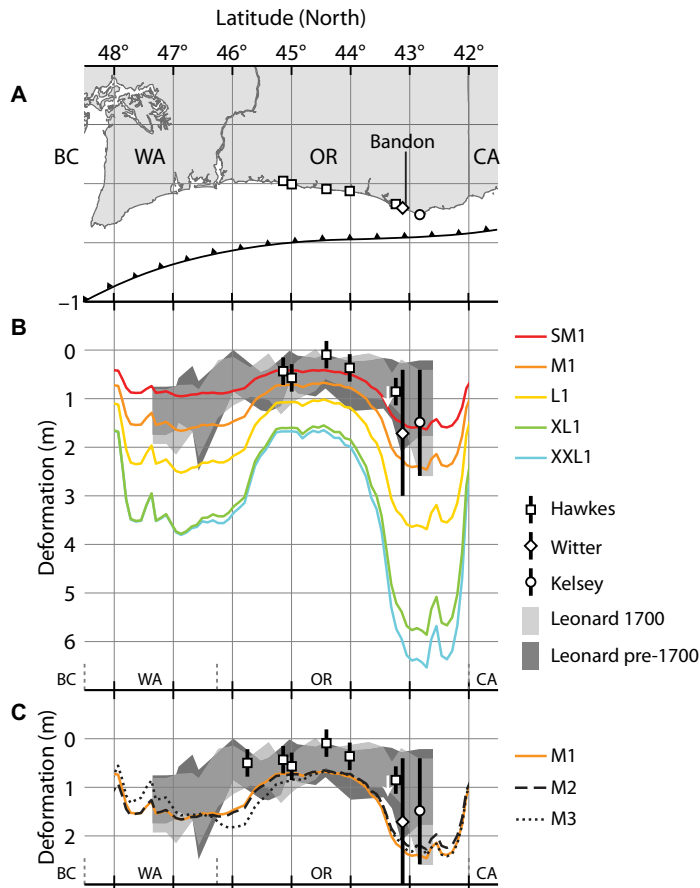 Latitude (North)
48° 47° 46° 45° 44° 43° 42°
A
Bandon
BC WA OR CA
−1
B
0
1
2
3
4
5
6
Deformation (m)
BC WA OR CA
SM1
M1
L1
XL1
XXL1
Hawkes
Witter
Kelsey
Leonard 1700
Leonard pre-1700
C
0
1
2
Deformation (m)
BC WA OR CA
M1
M2
M3